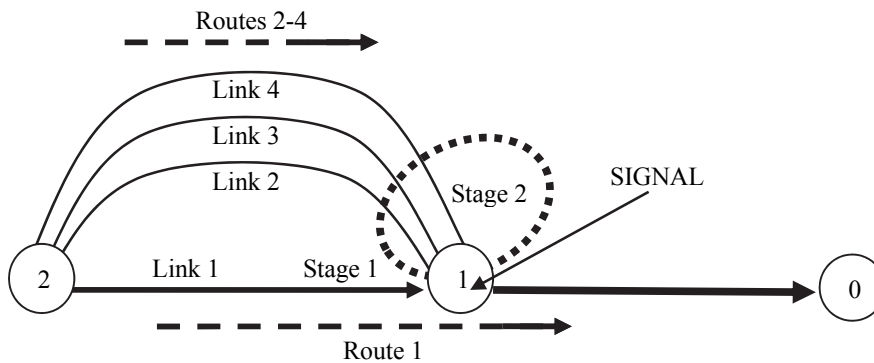 Routes 2-4
Link 4
Link 3
Link 2
Stage 2
SIGNAL
2
Link 1
Stage 1
1
0
Route 1